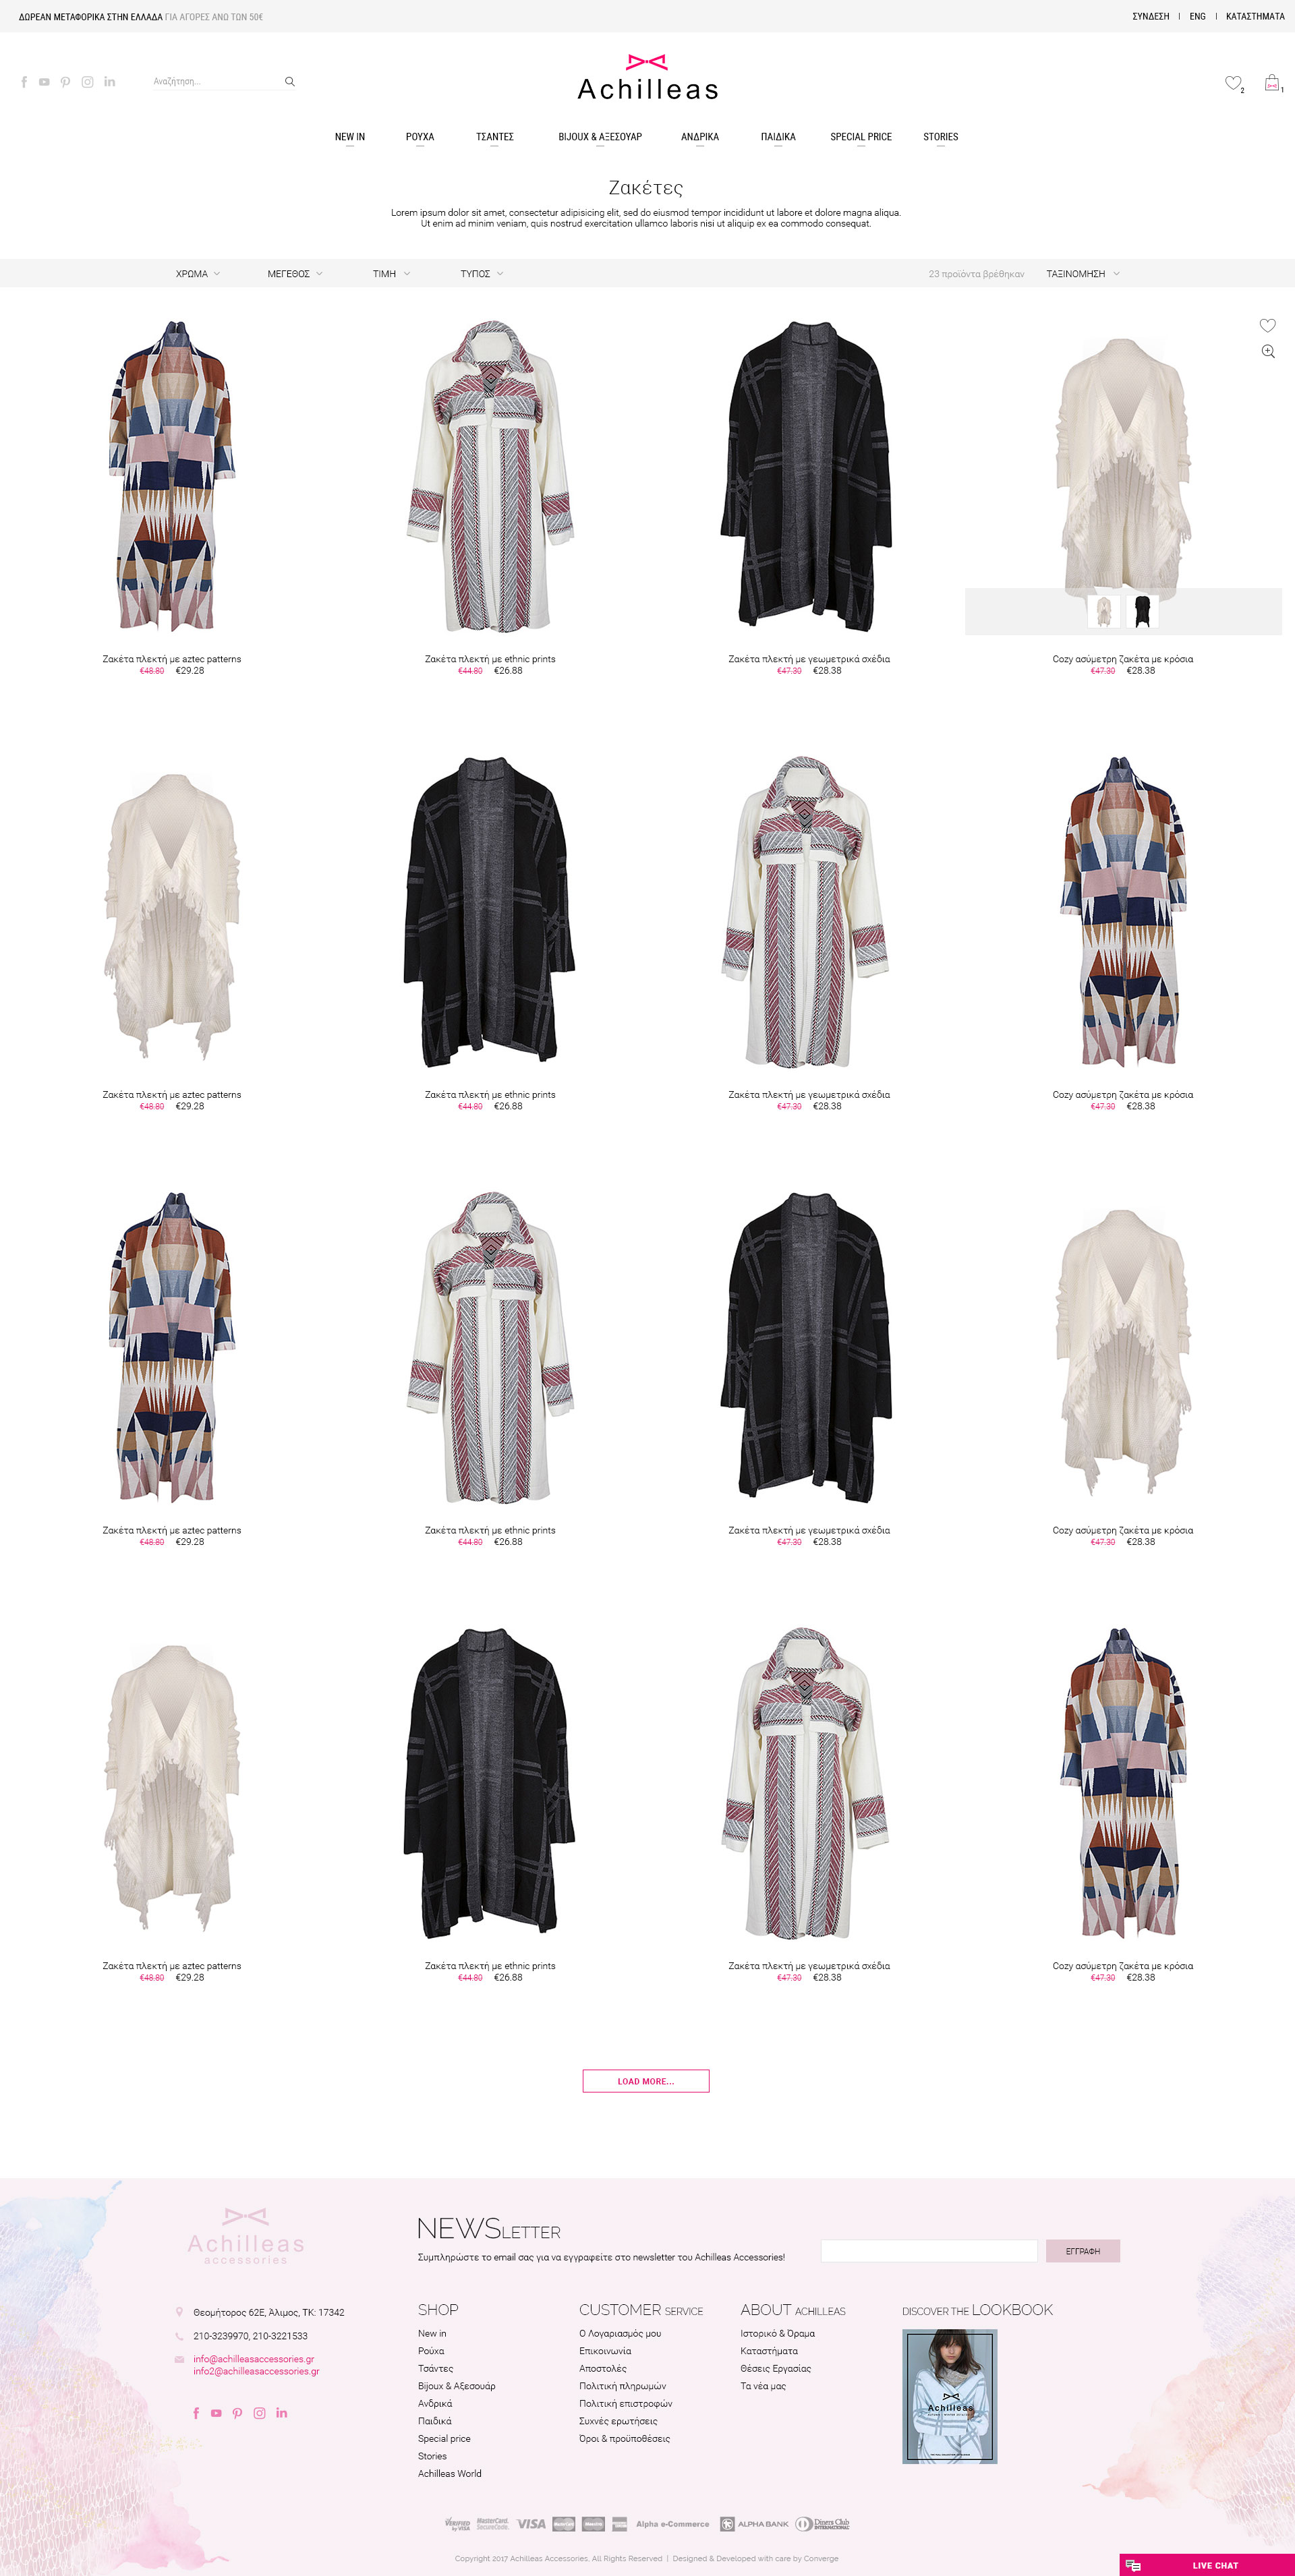 ΔΩΡΕΑΝ ΜΕΤΑΦΟΡΙΚΑ ΣΤΗΝ ΕΛΛΑΔΑ ΓΙΑ ΑΓΟΡΕΣ ΑΝΩ ΤΩΝ 50€
ΣΥΝΔΕΣΗ | ENG | ΚΑΤΑΣΤΗΜΑΤΑ
Αναζήτηση...
Achilleas
2
1
NEW IN ΡΟΥΧΑ ΤΣΑΝΤΕΣ BIJOUX & ΑΞΕΣΟΥΑΡ ΑΝΔΡΙΚΑ ΠΑΙΔΙΚΑ SPECIAL PRICE STORIES
Ζακέτες
Lorem ipsum dolor sit amet, consectetur adipisicing elit, sed do eiusmod tempor incididunt ut labore et dolore magna aliqua.
Ut enim ad minim veniam, quis nostrud exercitation ullamco laboris nisi ut aliquip ex ea commodo consequat.
ΧΡΩΜΑ ΜΕΓΕΘΟΣ ΤΙΜΗ ΤΥΠΟΣ 23 προϊόντα βρέθηκαν ΤΑΞΙΝΟΜΗΣΗ
Ζακέτα πλεκτή με aztec patterns Ζακέτα πλεκτή με ethnic prints Ζακέτα πλεκτή με γεωμετρικά σχέδια Cozy ασύμετρη ζακέτα με κρόσια
€48.80 €29.28 €44.80 €26.88 €47.30 €28.38 €47.30 €28.38
Ζακέτα πλεκτή με aztec patterns Ζακέτα πλεκτή με ethnic prints Ζακέτα πλεκτή με γεωμετρικά σχέδια Cozy ασύμετρη ζακέτα με κρόσια
€48.80 €29.28 €44.80 €26.88 €47.30 €28.38 €47.30 €28.38
Ζακέτα πλεκτή με aztec patterns Ζακέτα πλεκτή με ethnic prints Ζακέτα πλεκτή με γεωμετρικά σχέδια Cozy ασύμετρη ζακέτα με κρόσια
€48.80 €29.28 €44.80 €26.88 €47.30 €28.38 €47.30 €28.38
Ζακέτα πλεκτή με aztec patterns Ζακέτα πλεκτή με ethnic prints Ζακέτα πλεκτή με γεωμετρικά σχέδια Cozy ασύμετρη ζακέτα με κρόσια
€48.80 €29.28 €44.80 €26.88 €47.30 €28.38 €47.30 €28.38
LOAD MORE...
Achilleas
accessories
NEWSLETTER
Συμπληρώστε το email σας για να εγγραφείτε στο newsletter του Achilleas Accessories!
ΕΓΓΡΑΦΗ
Θεομήτορος 62Ε, Άλιμος, ΤΚ: 17342
210-3239970, 210-3221533
info@achilleasaccessories.gr
info2@achilleasaccessories.gr
SHOP
New in
Ρούχα
Τσάντες
Bijoux & Αξεσουάρ
Ανδρικά
Παιδικά
Special price
Stories
Achilleas World
CUSTOMER SERVICE
Ο Λογαριασμός μου
Επικοινωνία
Αποστολές
Πολιτική πληρωμών
Πολιτική επιστροφών
Συχνές ερωτήσεις
Όροι & προϋποθέσεις
ABOUT ACHILLEAS
Ιστορικό & Όραμα
Καταστήματα
Θέσεις Εργασίας
Τα νέα μας
DISCOVER THE LOOKBOOK
Achilleas
VERIFIED by VISA MasterCard. SecureCode. VISA MasterCard Alpha e-Commerce ALPHA BANK Diners Club INTERNATIONAL
Copyright 2017 Achilleas Accessories. All Rights Reserved | Designed & Developed with care by Converge
LIVE CHAT